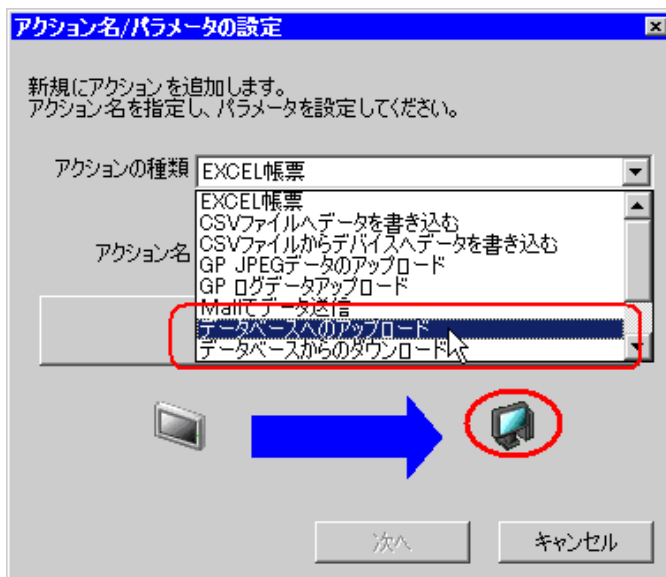 アクション名/パラメータの設定
新規にアクションを追加します。
アクション名を指定し、パラメータを設定してください。
アクションの種類 EXCEL帳票
EXCEL帳票
CSVファイルへデータを書き込む
CSVファイルからデバイスへデータを書き込む
アクション名
GP JPEGデータのアップロード
GP ログデータアップロード
Mailでデータ送信
データベースへのアップロード
データベースからのダウンロード
次へ
キャンセル